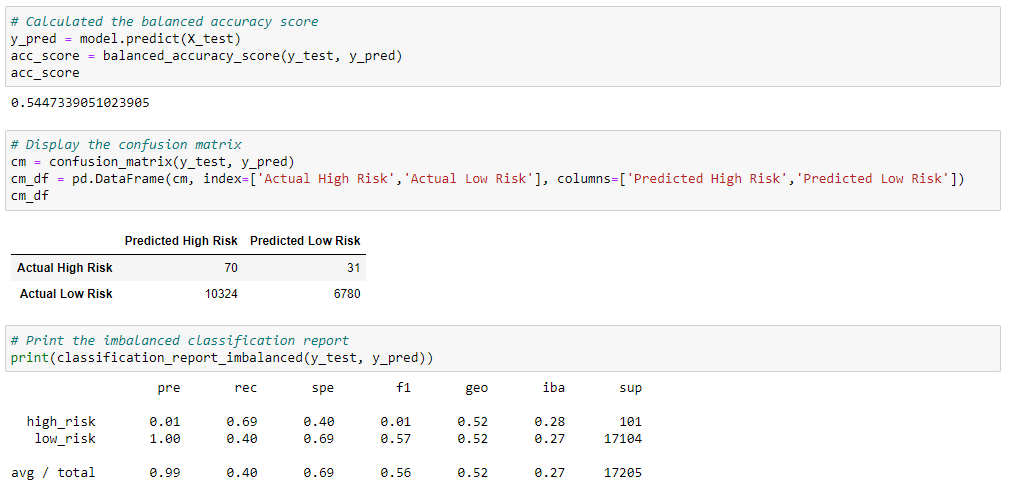 # Calculated the balanced accuracy score
y_pred = model.predict(X_test)
acc_score = balanced_accuracy_score(y_test, y_pred)
acc_score
0.5447339051023905
# Display the confusion matrix
cm = confusion_matrix(y_test, y_pred)
cm_df = pd.DataFrame(cm, index=['Actual High Risk','Actual Low Risk'], columns=['Predicted High Risk','Predicted Low Risk'])
cm_df
Predicted High Risk Predicted Low Risk
Actual High Risk 70 31
Actual Low Risk 10324 6780
# Print the imbalanced classification report
print(classification_report_imbalanced(y_test, y_pred))
pre rec spe f1 geo iba sup
high_risk 0.01 0.69 0.40 0.01 0.52 0.28 101
low_risk 1.00 0.40 0.69 0.57 0.52 0.27 17104
avg / total 0.99 0.40 0.69 0.56 0.52 0.27 17205